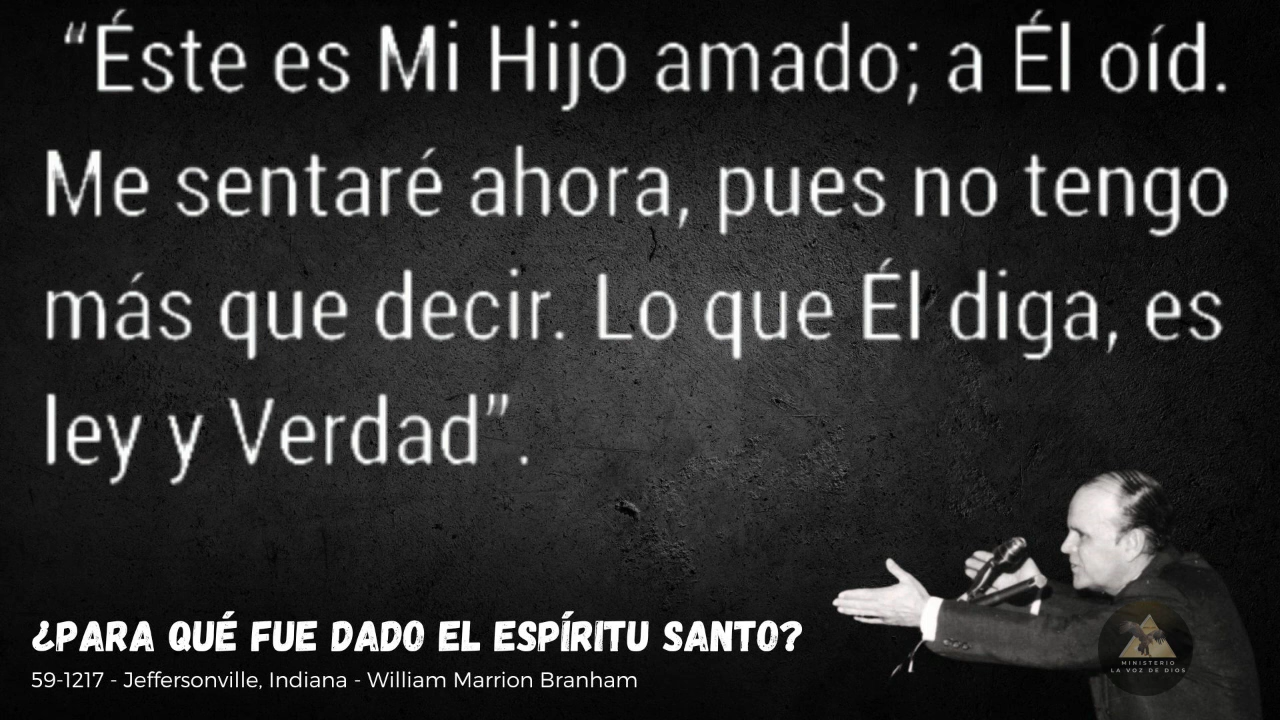 “Éste es Mi Hijo amado; a Él oíd.
Me sentaré ahora, pues no tengo
más que decir. Lo que Él diga, es
ley y Verdad”.
¿PARA QUÉ FUE DADO EL ESPÍRITU SANTO?
59-1217 - Jeffersonville, Indiana - William Marrion Branham
MINISTERIO
LA VOZ DE DIOS